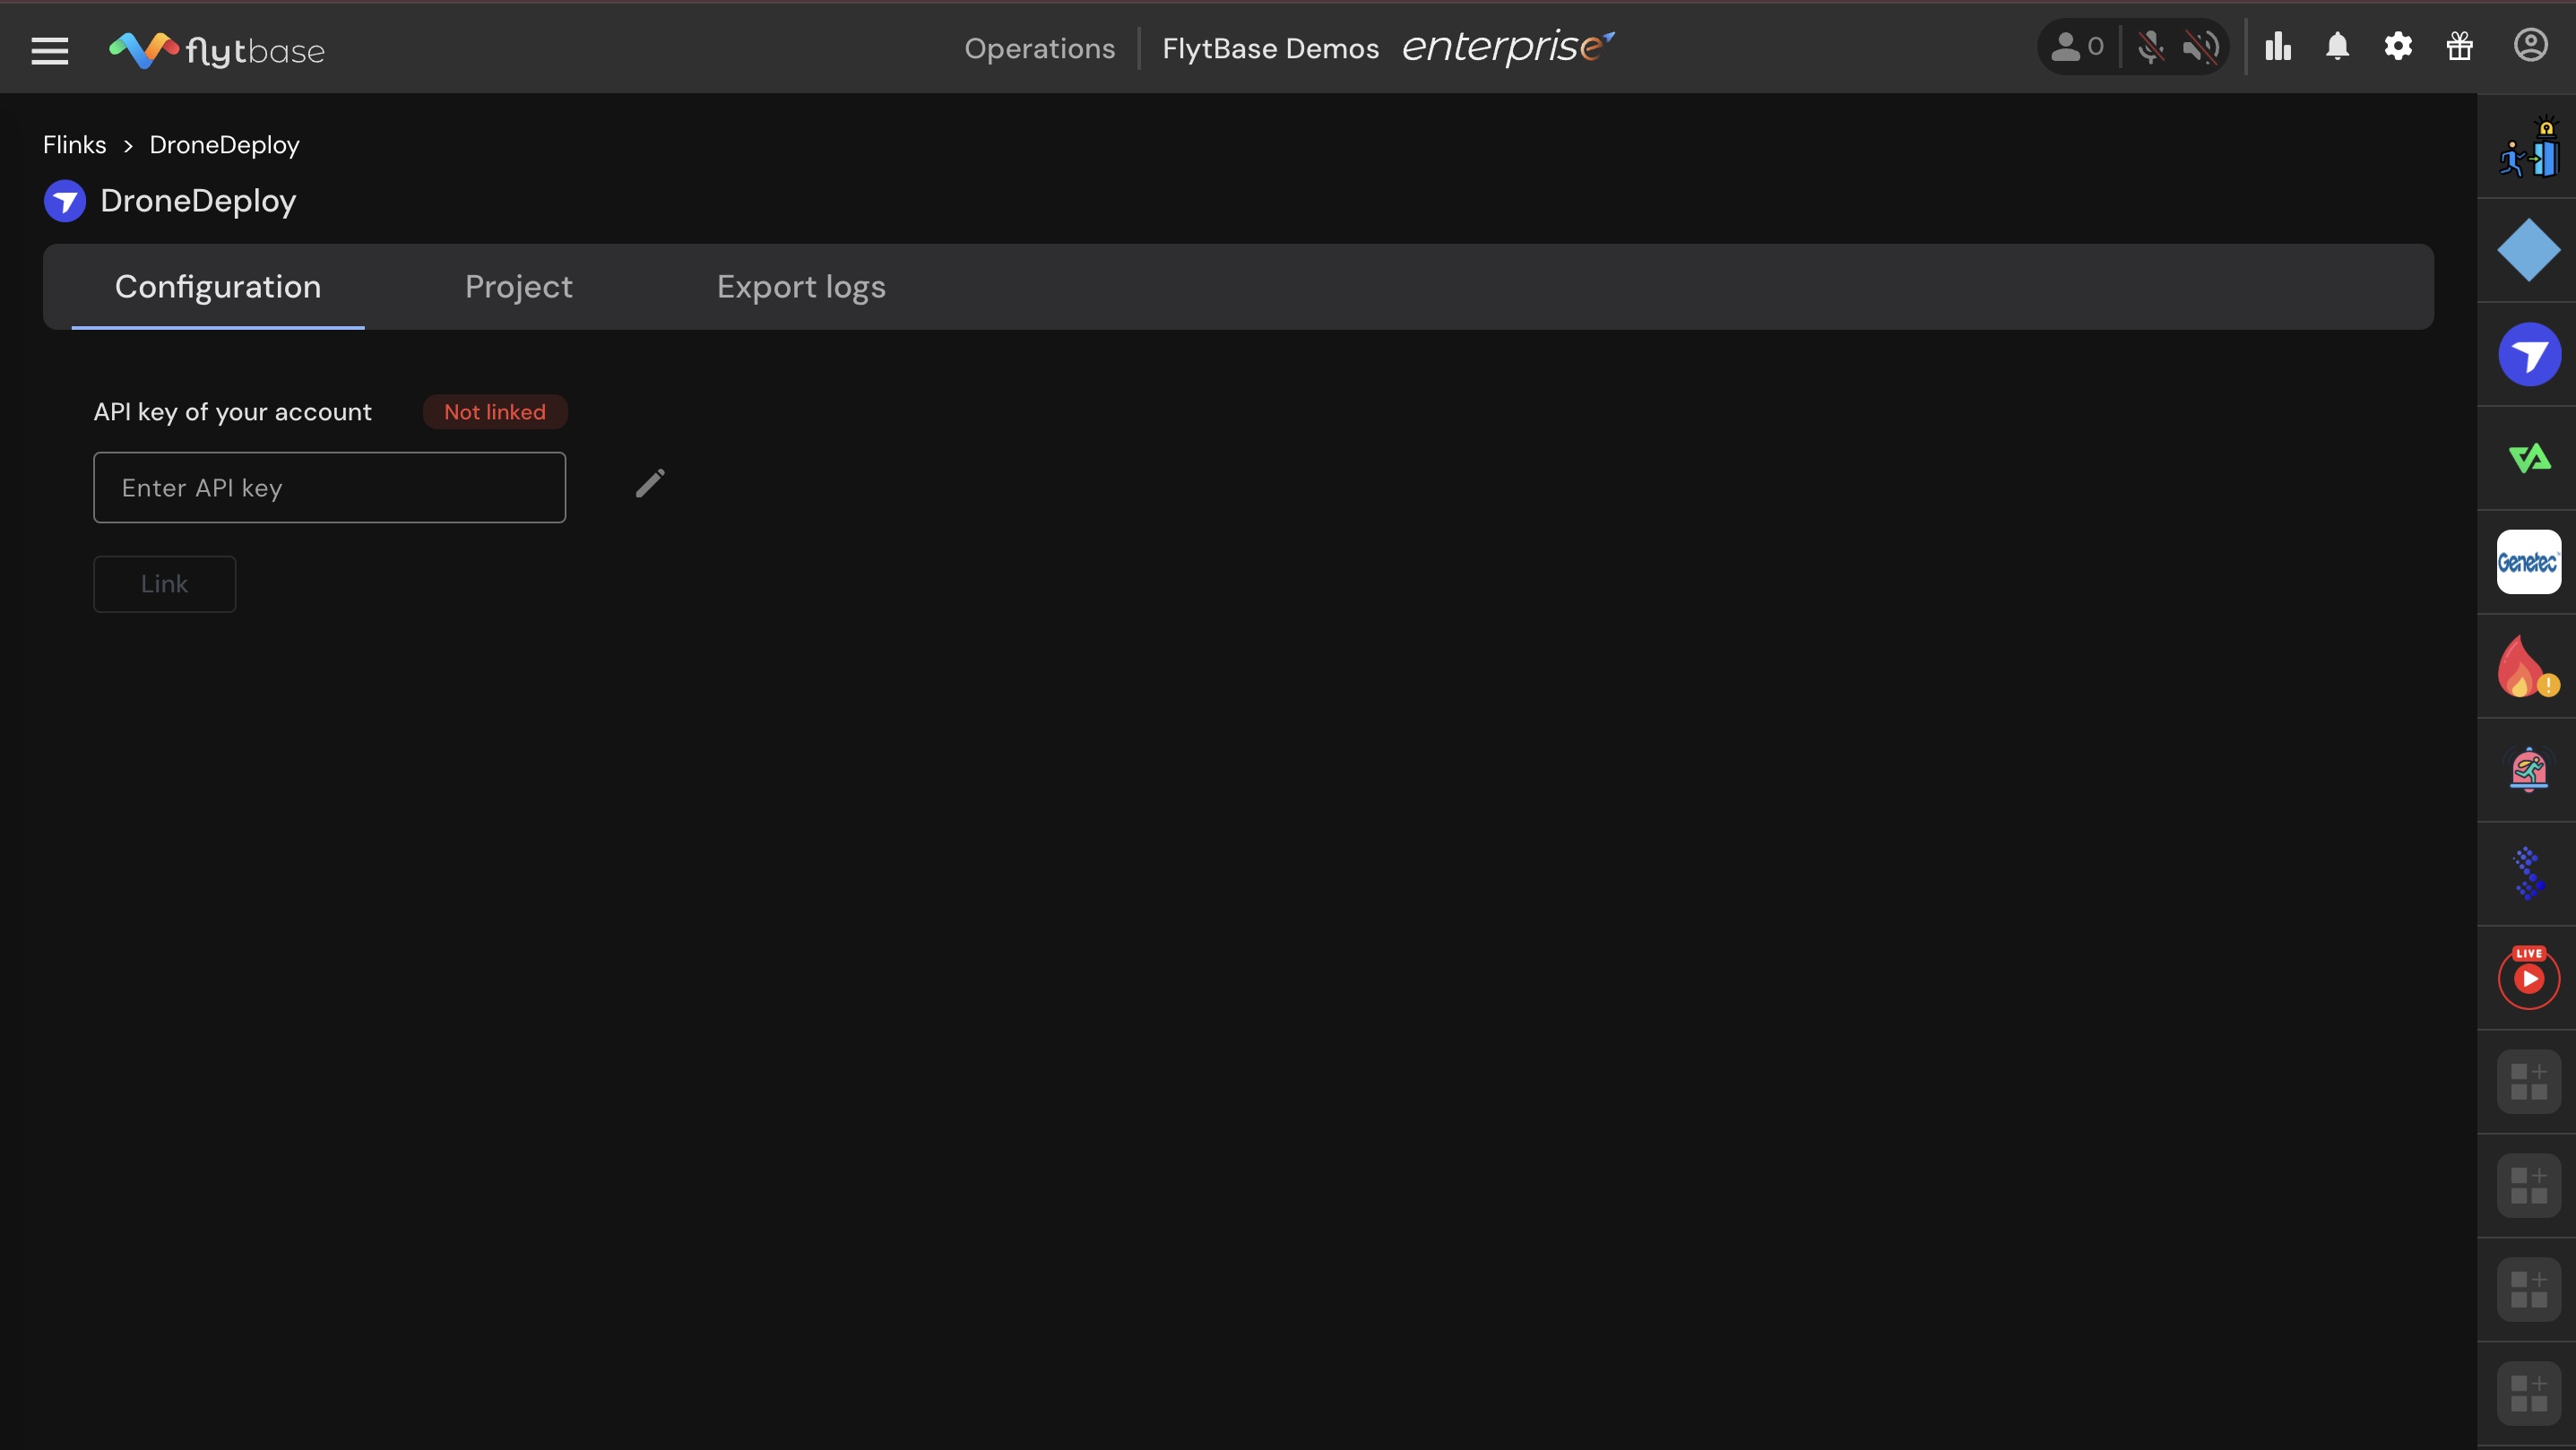 flytbase
Operations
FlytBase Demos enterprise
0
Flinks > DroneDeploy
DroneDeploy
Configuration
Project
Export logs
API key of your account
Not linked
Enter API key
Link
Genetec
LIVE